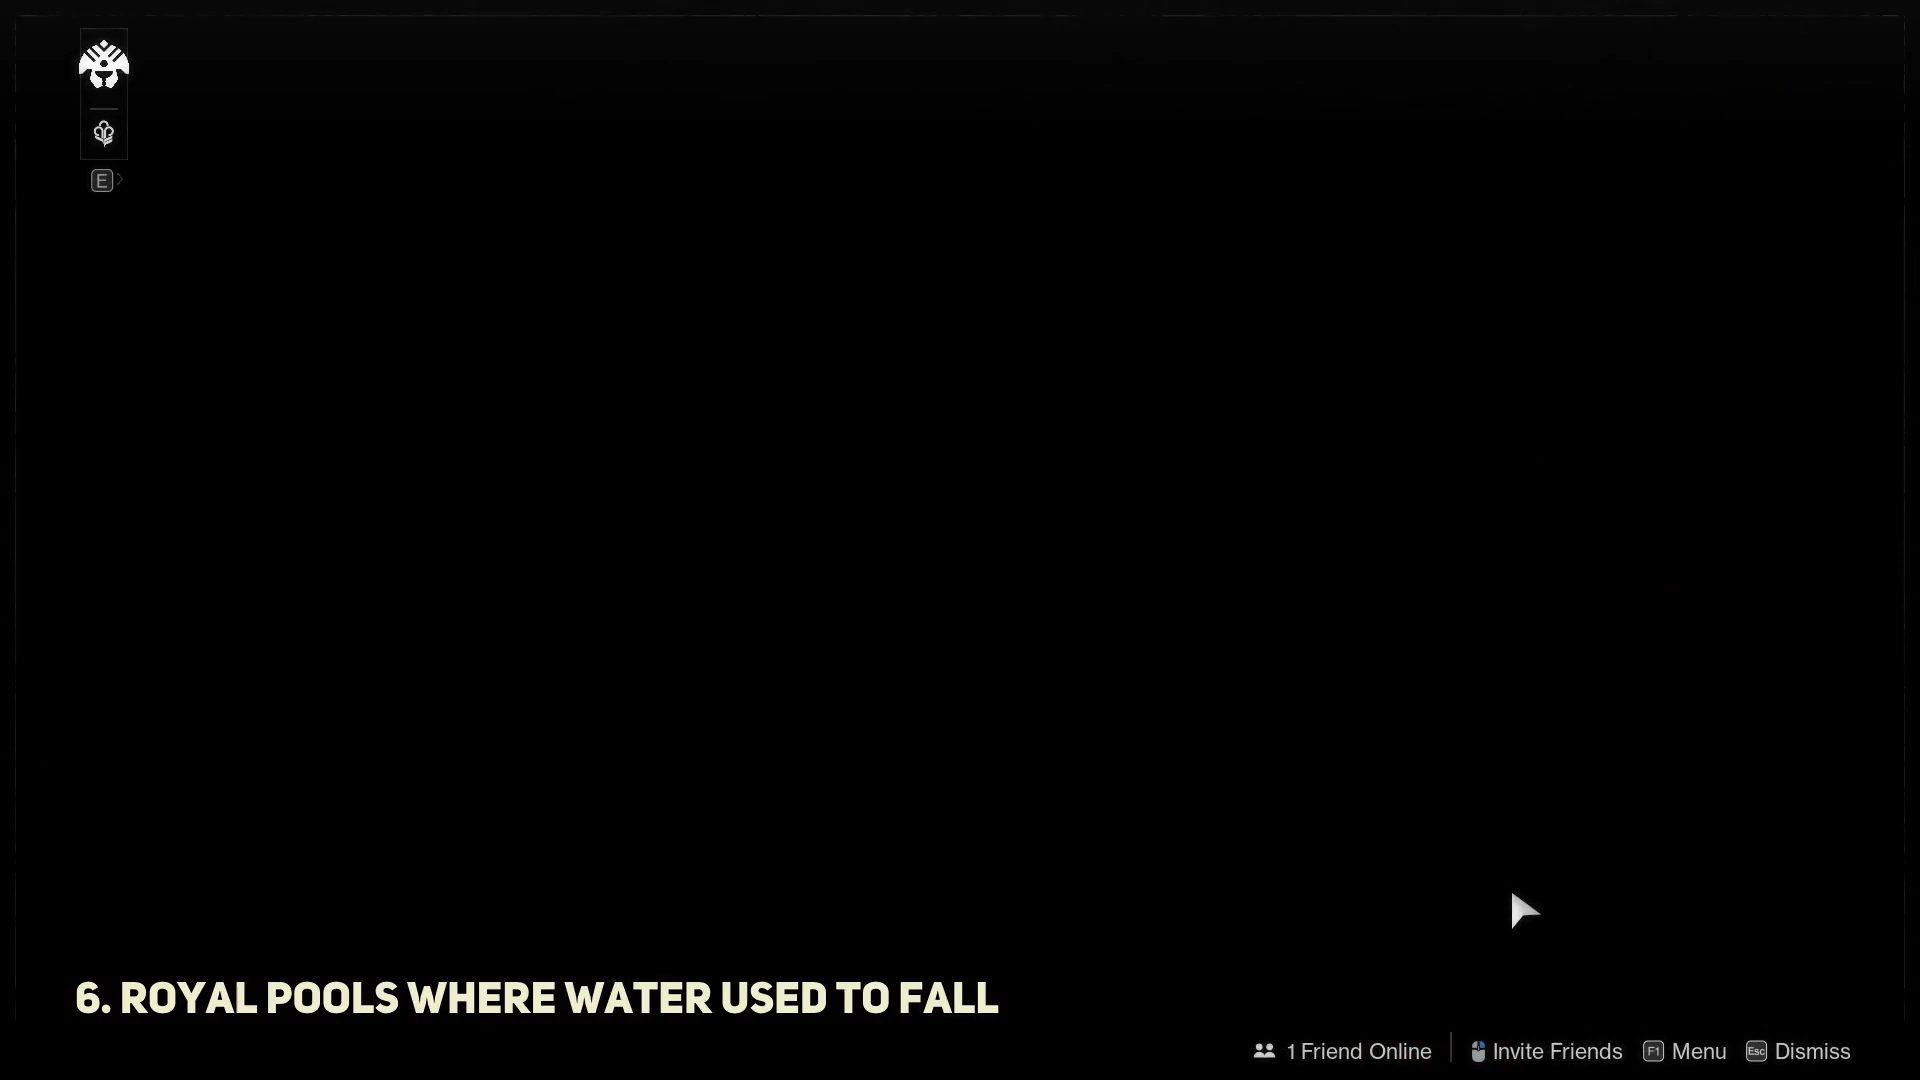 E
6. ROYAL POOLS WHERE WATER USED TO FALL
1 Friend Online Invite Friends F1 Menu Esc Dismiss